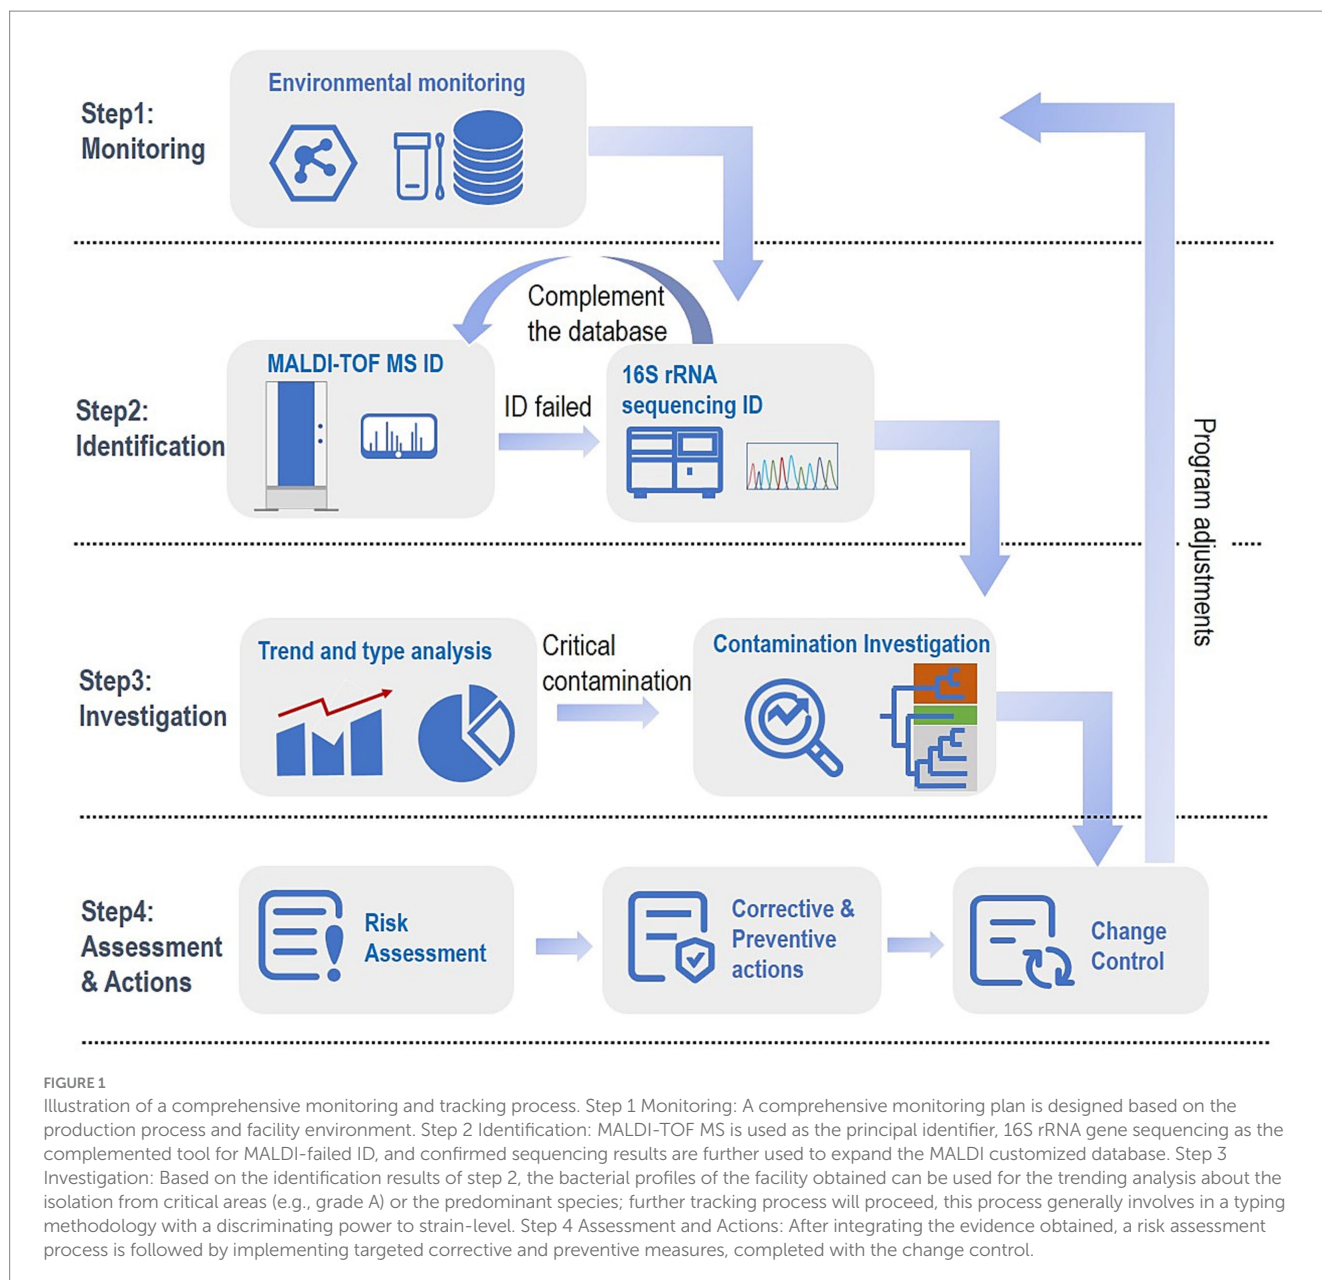 Step1:
Monitoring
Environmental monitoring
Complement
the database
Step2:
Identification
MALDI-TOF MS ID
ID failed
16S rRNA
sequencing ID
Program adjustments
Step3:
Investigation
Trend and type analysis
Critical
contamination
Contamination Investigation
Step4:
Assessment
& Actions
Risk
Assessment
Corrective &
Preventive
actions
Change
Control
FIGURE 1
Illustration of a comprehensive monitoring and tracking process. Step 1 Monitoring: A comprehensive monitoring plan is designed based on the
production process and facility environment. Step 2 Identification: MALDI-TOF MS is used as the principal identifier, 16S rRNA gene sequencing as the
complemented tool for MALDI-failed ID, and confirmed sequencing results are further used to expand the MALDI customized database. Step 3
Investigation: Based on the identification results of step 2, the bacterial profiles of the facility obtained can be used for the trending analysis about the
isolation from critical areas (e.g., grade A) or the predominant species; further tracking process will proceed, this process generally involves in a typing
methodology with a discriminating power to strain-level. Step 4 Assessment and Actions: After integrating the evidence obtained, a risk assessment
process is followed by implementing targeted corrective and preventive measures, completed with the change control.